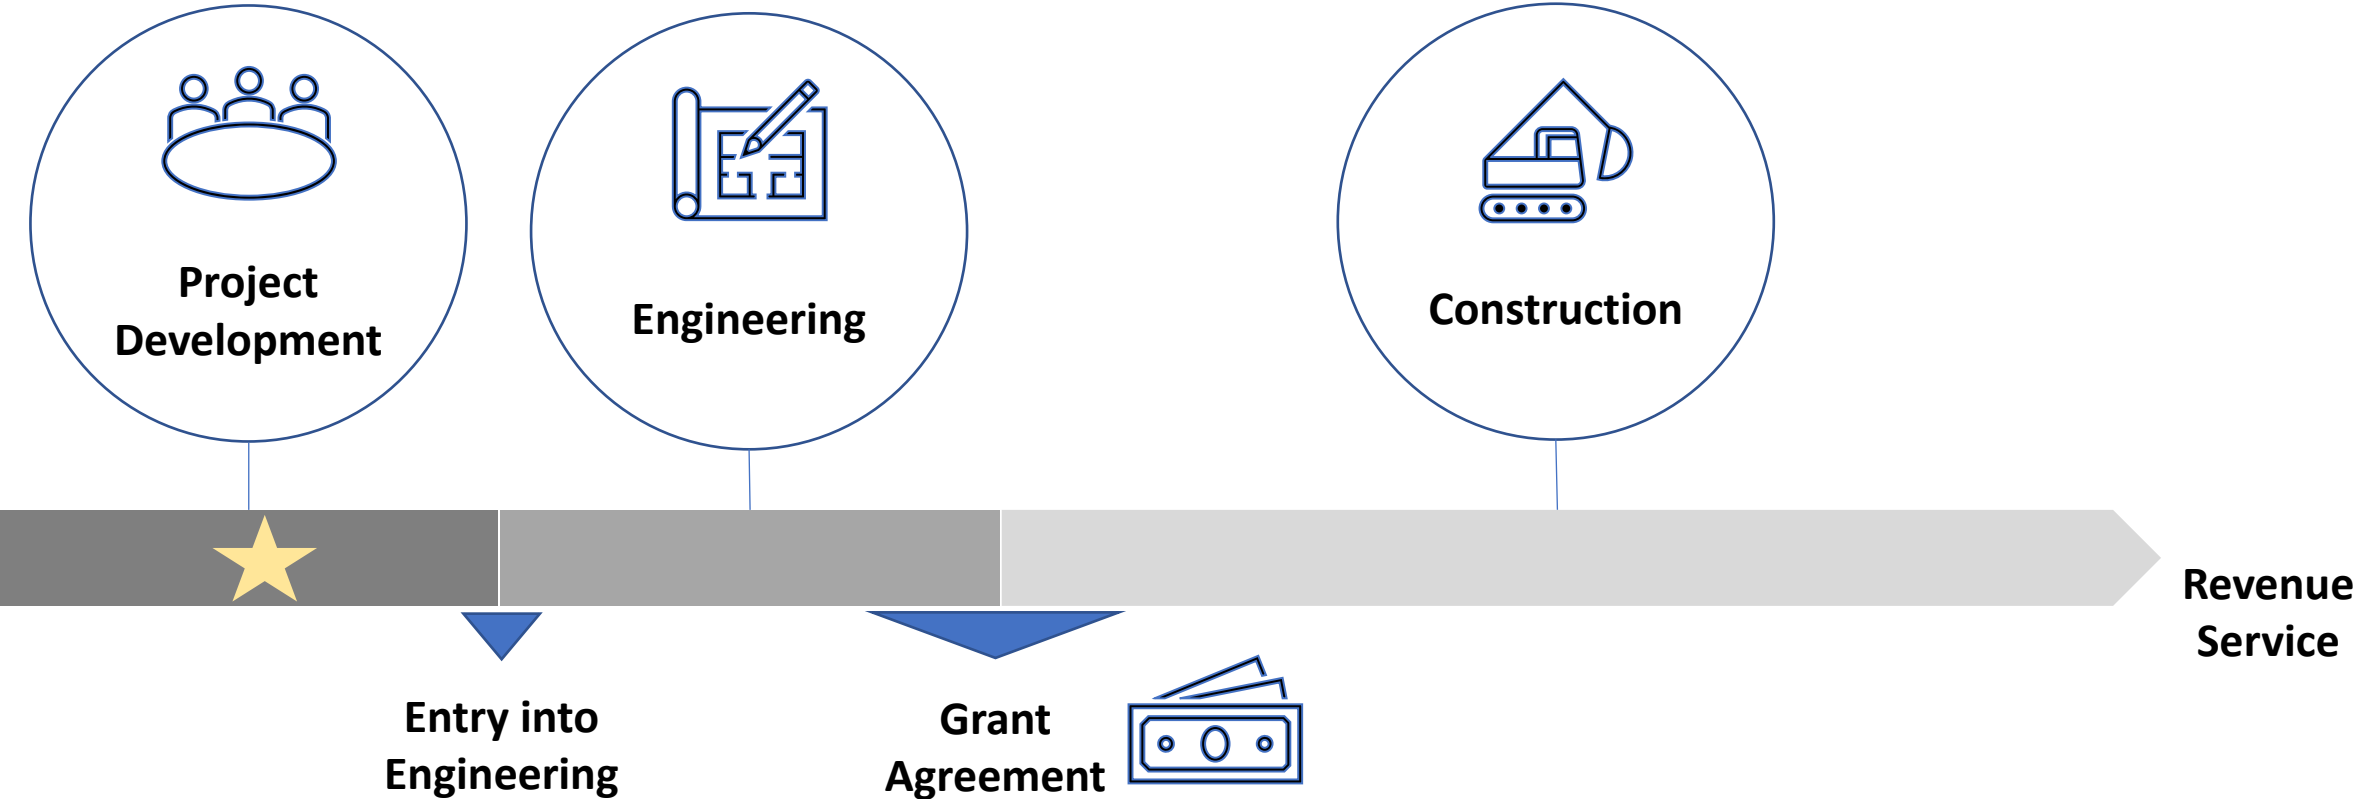 Project
Development
Engineering
Construction
Revenue
Service
Entry into
Engineering
Grant
Agreement